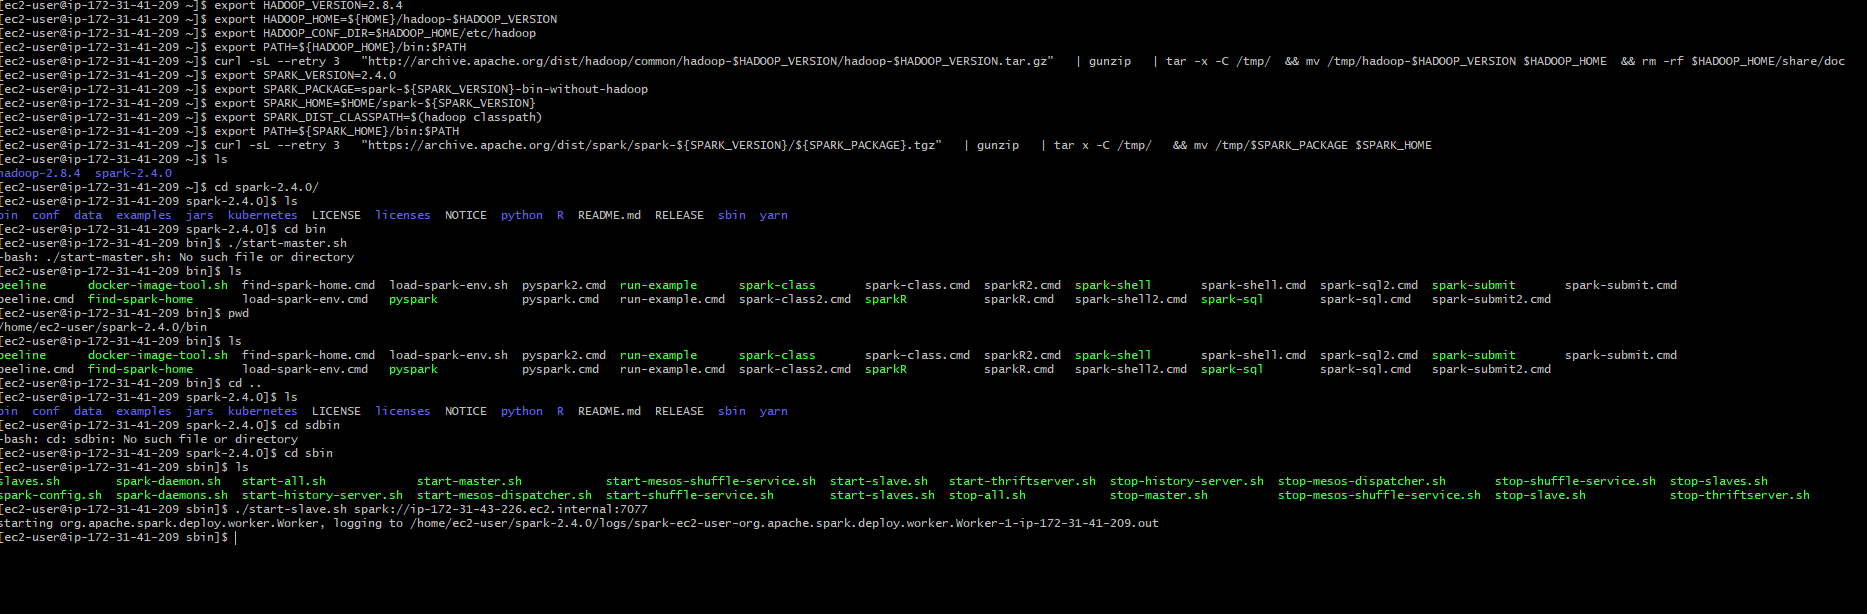 [ec2-user@ip-172-31-41-209 ~]$ export HADOOP_VERSION=2.8.4
[ec2-user@ip-172-31-41-209 ~]$ export HADOOP_HOME=${HOME}/hadoop-$HADOOP_VERSION
[ec2-user@ip-172-31-41-209 ~]$ export HADOOP_CONF_DIR=$HADOOP_HOME/etc/hadoop
[ec2-user@ip-172-31-41-209 ~]$ export PATH=${HADOOP_HOME}/bin:$PATH
[ec2-user@ip-172-31-41-209 ~]$ curl -sL --retry 3   "http://archive.apache.org/dist/hadoop/common/hadoop-$HADOOP_VERSION/hadoop-$HADOOP_VERSION.tar.gz"   | gunzip   | tar -x -C /tmp/  && mv /tmp/hadoop-$HADOOP_VERSION $HADOOP_HOME  && rm -rf $HADOOP_HOME/share/doc
[ec2-user@ip-172-31-41-209 ~]$ export SPARK_VERSION=2.4.0
[ec2-user@ip-172-31-41-209 ~]$ export SPARK_PACKAGE=spark-${SPARK_VERSION}-bin-without-hadoop
[ec2-user@ip-172-31-41-209 ~]$ export SPARK_HOME=$HOME/spark-${SPARK_VERSION}
[ec2-user@ip-172-31-41-209 ~]$ export SPARK_DIST_CLASSPATH=$(hadoop classpath)
[ec2-user@ip-172-31-41-209 ~]$ export PATH=${SPARK_HOME}/bin:$PATH
[ec2-user@ip-172-31-41-209 ~]$ curl -sL --retry 3   "https://archive.apache.org/dist/spark/spark-${SPARK_VERSION}/${SPARK_PACKAGE}.tgz"   | gunzip   | tar x -C /tmp/   && mv /tmp/$SPARK_PACKAGE $SPARK_HOME
[ec2-user@ip-172-31-41-209 ~]$ ls
hadoop-2.8.4  spark-2.4.0
[ec2-user@ip-172-31-41-209 ~]$ cd spark-2.4.0/
[ec2-user@ip-172-31-41-209 spark-2.4.0]$ ls
bin  conf  data  examples  jars  kubernetes  LICENSE  licenses  NOTICE  python  R  README.md  RELEASE  sbin  yarn
[ec2-user@ip-172-31-41-209 spark-2.4.0]$ cd bin
[ec2-user@ip-172-31-41-209 bin]$ ./start-master.sh
-bash: ./start-master.sh: No such file or directory
[ec2-user@ip-172-31-41-209 bin]$ ls
beeline      docker-image-tool.sh  find-spark-home.cmd  load-spark-env.sh  pyspark2.cmd  run-example      spark-class       spark-class.cmd  sparkR2.cmd  spark-shell       spark-shell.cmd  spark-sql2.cmd  spark-submit       spark-submit.cmd
beeline.cmd  find-spark-home       load-spark-env.cmd   pyspark            pyspark.cmd   run-example.cmd  spark-class2.cmd  sparkR           sparkR.cmd   spark-shell2.cmd  spark-sql        spark-sql.cmd   spark-submit2.cmd
[ec2-user@ip-172-31-41-209 bin]$ pwd
/home/ec2-user/spark-2.4.0/bin
[ec2-user@ip-172-31-41-209 bin]$ ls
beeline      docker-image-tool.sh  find-spark-home.cmd  load-spark-env.sh  pyspark2.cmd  run-example      spark-class       spark-class.cmd  sparkR2.cmd  spark-shell       spark-shell.cmd  spark-sql2.cmd  spark-submit       spark-submit.cmd
beeline.cmd  find-spark-home       load-spark-env.cmd   pyspark            pyspark.cmd   run-example.cmd  spark-class2.cmd  sparkR           sparkR.cmd   spark-shell2.cmd  spark-sql        spark-sql.cmd   spark-submit2.cmd
[ec2-user@ip-172-31-41-209 bin]$ cd ..
[ec2-user@ip-172-31-41-209 spark-2.4.0]$ ls
bin  conf  data  examples  jars  kubernetes  LICENSE  licenses  NOTICE  python  R  README.md  RELEASE  sbin  yarn
[ec2-user@ip-172-31-41-209 spark-2.4.0]$ cd sdbin
-bash: cd: sdbin: No such file or directory
[ec2-user@ip-172-31-41-209 spark-2.4.0]$ cd sbin
[ec2-user@ip-172-31-41-209 sbin]$ ls
slaves.sh        spark-daemon.sh   start-all.sh             start-master.sh            start-mesos-shuffle-service.sh  start-slave.sh   start-thriftserver.sh  stop-history-server.sh  stop-mesos-dispatcher.sh       stop-shuffle-service.sh  stop-slaves.sh
spark-config.sh  spark-daemons.sh  start-history-server.sh  start-mesos-dispatcher.sh  start-shuffle-service.sh        start-slaves.sh  stop-all.sh            stop-master.sh          stop-mesos-shuffle-service.sh  stop-slave.sh            stop-thriftserver.sh
[ec2-user@ip-172-31-41-209 sbin]$ ./start-slave.sh spark://ip-172-31-43-226.ec2.internal:7077
starting org.apache.spark.deploy.worker.Worker, logging to /home/ec2-user/spark-2.4.0/logs/spark-ec2-user-org.apache.spark.deploy.worker.Worker-1-ip-172-31-41-209.out
[ec2-user@ip-172-31-41-209 sbin]$